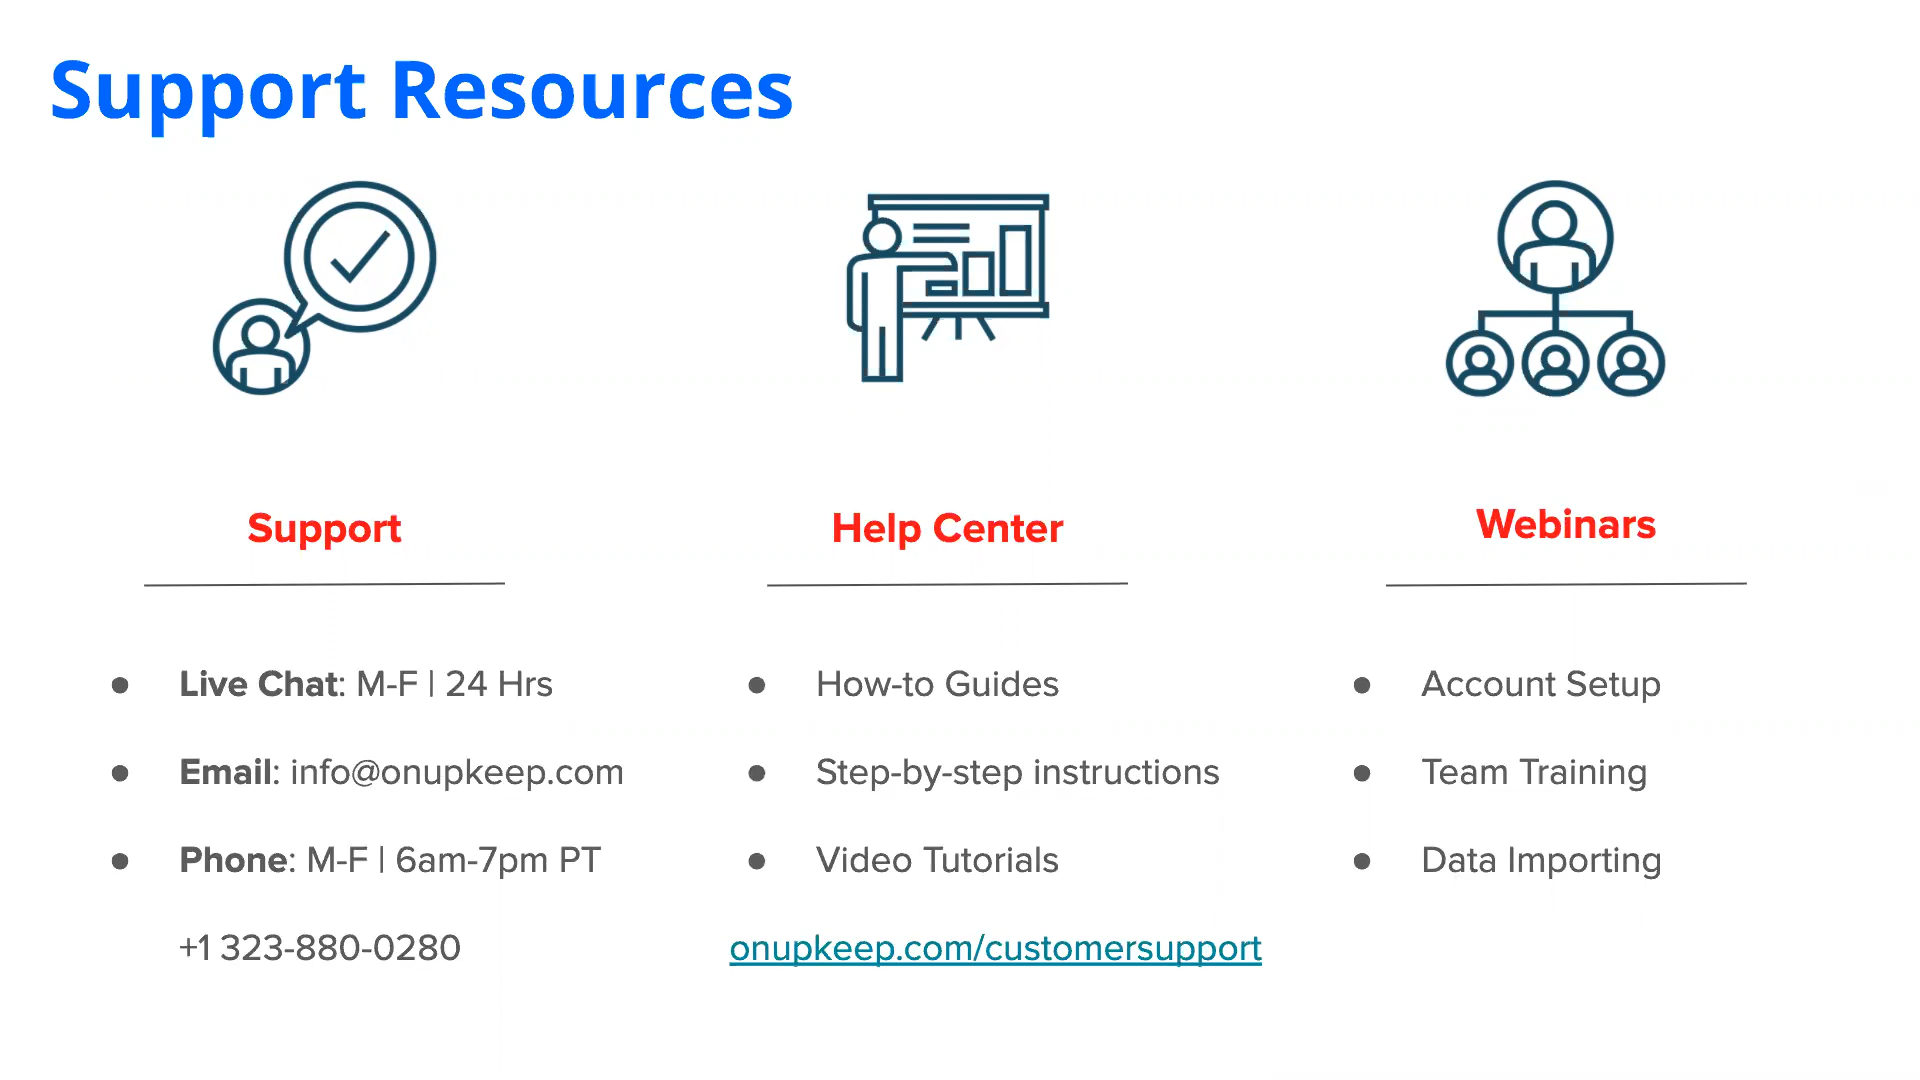 Support Resources
Support
● Live Chat: M-F | 24 Hrs
● Email: info@onupkeep.com
● Phone: M-F | 6am-7pm PT
+1 323-880-0280
Help Center
● How-to Guides
● Step-by-step instructions
● Video Tutorials
onupkeep.com/customersupport
Webinars
● Account Setup
● Team Training
● Data Importing